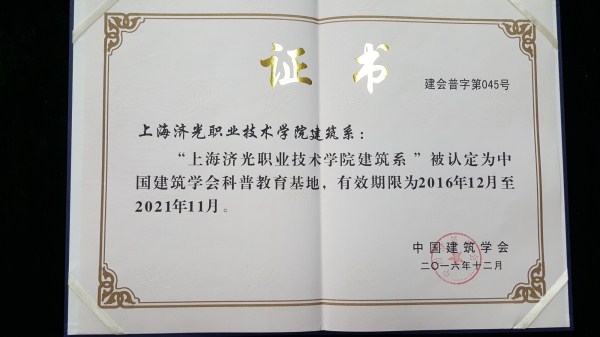 证 书
建会普字第045号
上海济光职业技术学院建筑系：
“上海济光职业技术学院建筑系 ”被认定为中
国建筑学会科普教育基地，有效期限为2016年12月至
2021年11月。
中国建筑学会
二〇一六年十二月